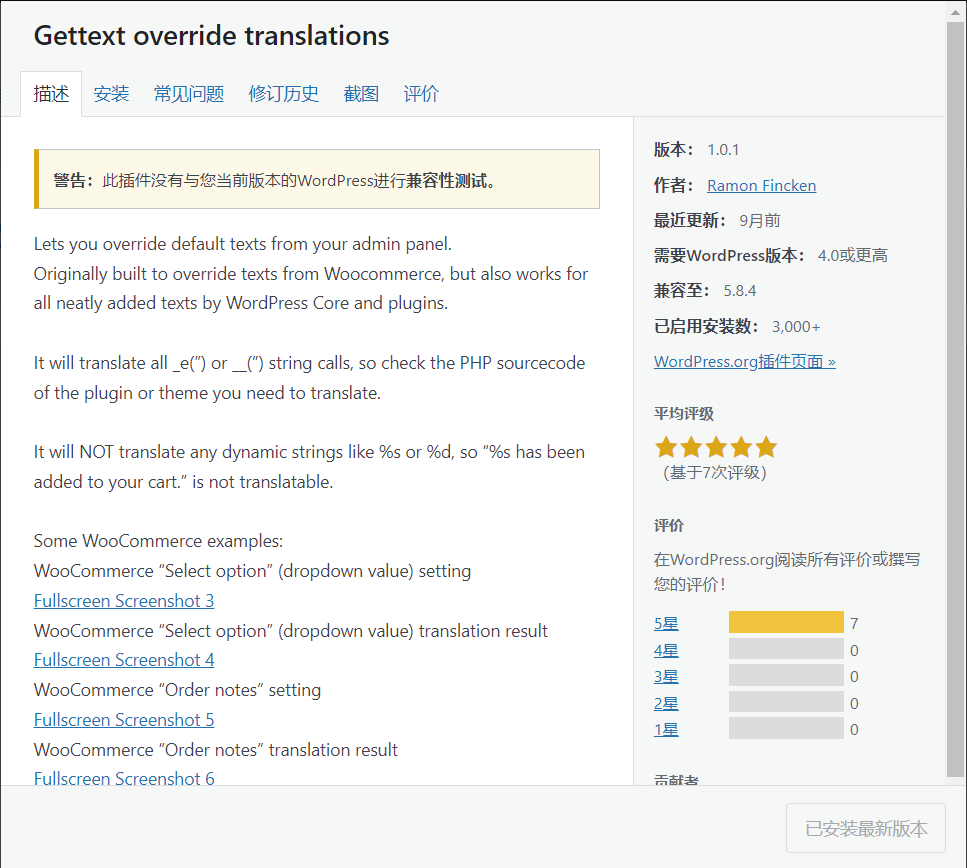 Gettext override translations
描述 安装 常见问题 修订历史 截图 评价
警告：此插件没有与您当前版本的WordPress进行兼容性测试。
Lets you override default texts from your admin panel.
Originally built to override texts from Woocommerce, but also works for
all neatly added texts by WordPress Core and plugins.
It will translate all _e(”) or __(”) string calls, so check the PHP sourcecode
of the plugin or theme you need to translate.
It will NOT translate any dynamic strings like %s or %d, so “%s has been
added to your cart.” is not translatable.
Some WooCommerce examples:
WooCommerce “Select option” (dropdown value) setting
Fullscreen Screenshot 3
WooCommerce “Select option” (dropdown value) translation result
Fullscreen Screenshot 4
WooCommerce “Order notes” setting
Fullscreen Screenshot 5
WooCommerce “Order notes” translation result
Fullscreen Screenshot 6
版本： 1.0.1
作者： Ramon Fincken
最近更新： 9月前
需要WordPress版本： 4.0或更高
兼容至： 5.8.4
已启用安装数： 3,000+
WordPress.org插件页面 »
平均评级
（基于7次评级）
评价
在WordPress.org阅读所有评价或撰写
您的评价！
5星 7
4星 0
3星 0
2星 0
1星 0
贡献者
已安装最新版本